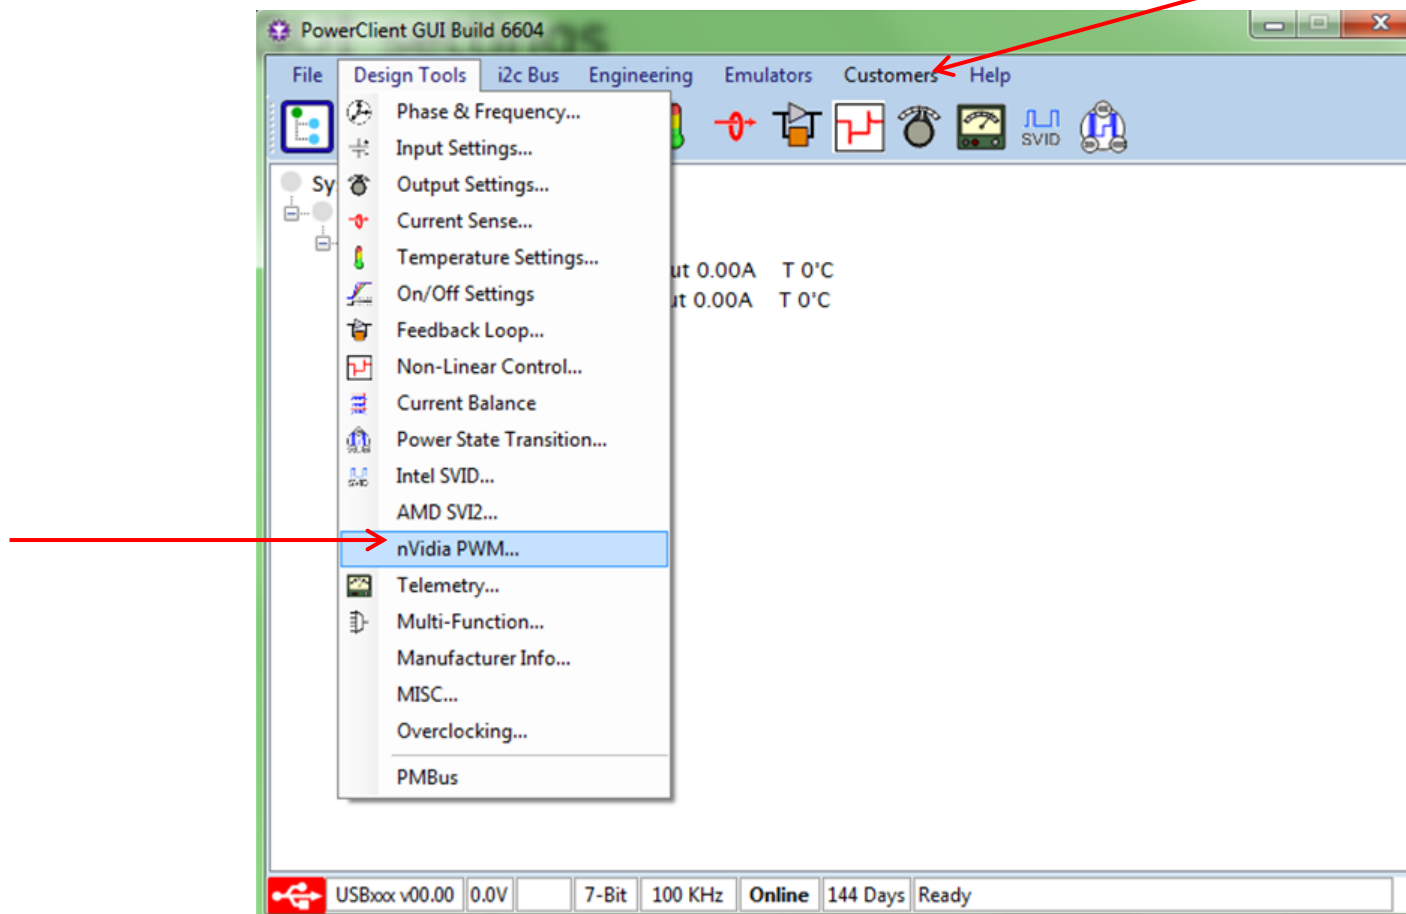 PowerClient GUI Build 6604
File Design Tools i2c Bus Engineering Emulators Customers Help
SVID
Phase & Frequency...
Input Settings...
Output Settings...
Current Sense...
Temperature Settings...
On/Off Settings
Feedback Loop...
Non-Linear Control...
Current Balance
Power State Transition...
Intel SVID...
AMD SVI2...
nVidia PWM...
Telemetry...
Multi-Function...
Manufacturer Info...
MISC...
Overclocking...
PMBus
Sy
ut 0.00A T 0'C
ut 0.00A T 0'C
USBxxx v00.00 0.0V 7-Bit 100 KHz Online 144 Days Ready